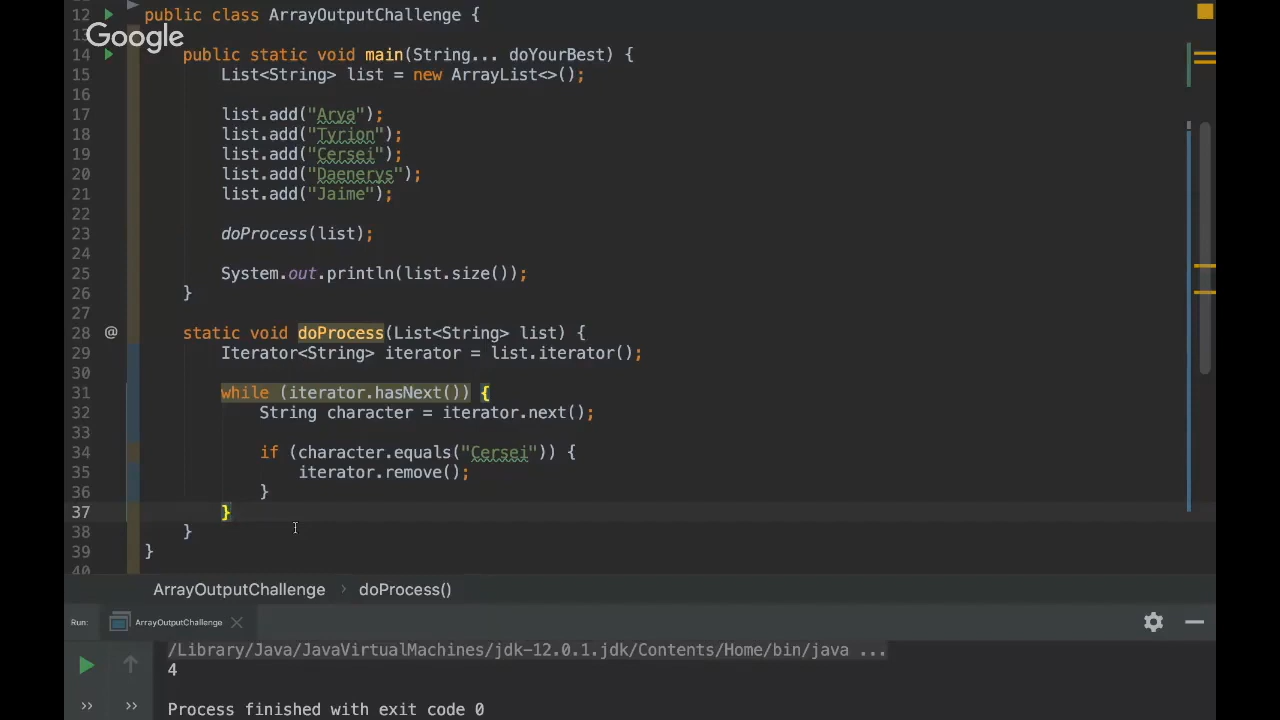 12 public class ArrayOutputChallenge {
13
Google
14 public static void main(String... doYourBest) {
15 List<String> list = new ArrayList<>();
16
17 list.add("Arya");
18 list.add("Tyrion");
19 list.add("Cersei");
20 list.add("Daenerys");
21 list.add("Jaime");
22
23 doProcess(list);
24
25 System.out.println(list.size());
26 }
27
28 @ static void doProcess(List<String> list) {
29 Iterator<String> iterator = list.iterator();
30
31 while (iterator.hasNext()) {
32 String character = iterator.next();
33
34 if (character.equals("Cersei")) {
35 iterator.remove();
36 }
37 }
38 }
39 }
40
ArrayOutputChallenge › doProcess()
Run: ArrayOutputChallenge
/Library/Java/JavaVirtualMachines/jdk-12.0.1.jdk/Contents/Home/bin/java ...
4
Process finished with exit code 0